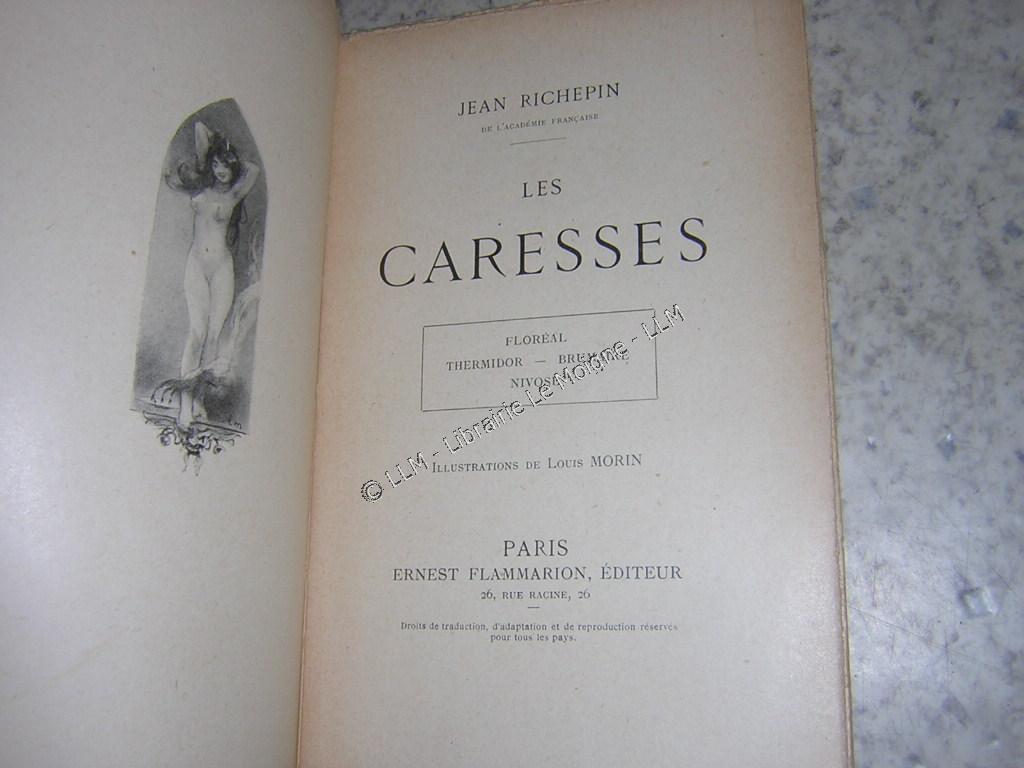 JEAN RICHEPIN
DE L'ACADÉMIE FRANÇAISE
LES
CARESSES
FLORÉAL
THERMIDOR — BRUMAIRE
NIVOSE
© LLM - Librairie Le Moigne - LLM
ILLUSTRATIONS DE LOUIS MORIN
PARIS
ERNEST FLAMMARION, ÉDITEUR
26, RUE RACINE, 26
Droits de traduction, d'adaptation et de reproduction réservés
pour tous les pays.